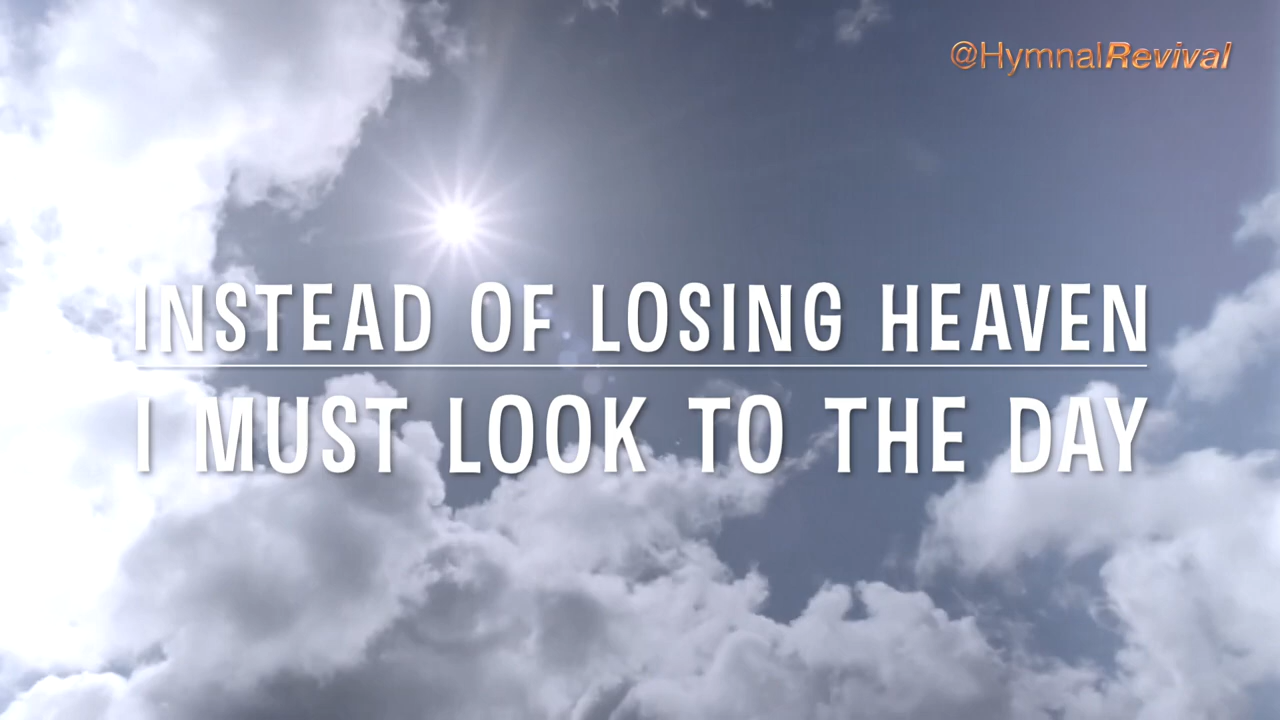 @HymnalRevival
INSTEAD OF LOSING HEAVEN
I MUST LOOK TO THE DAY